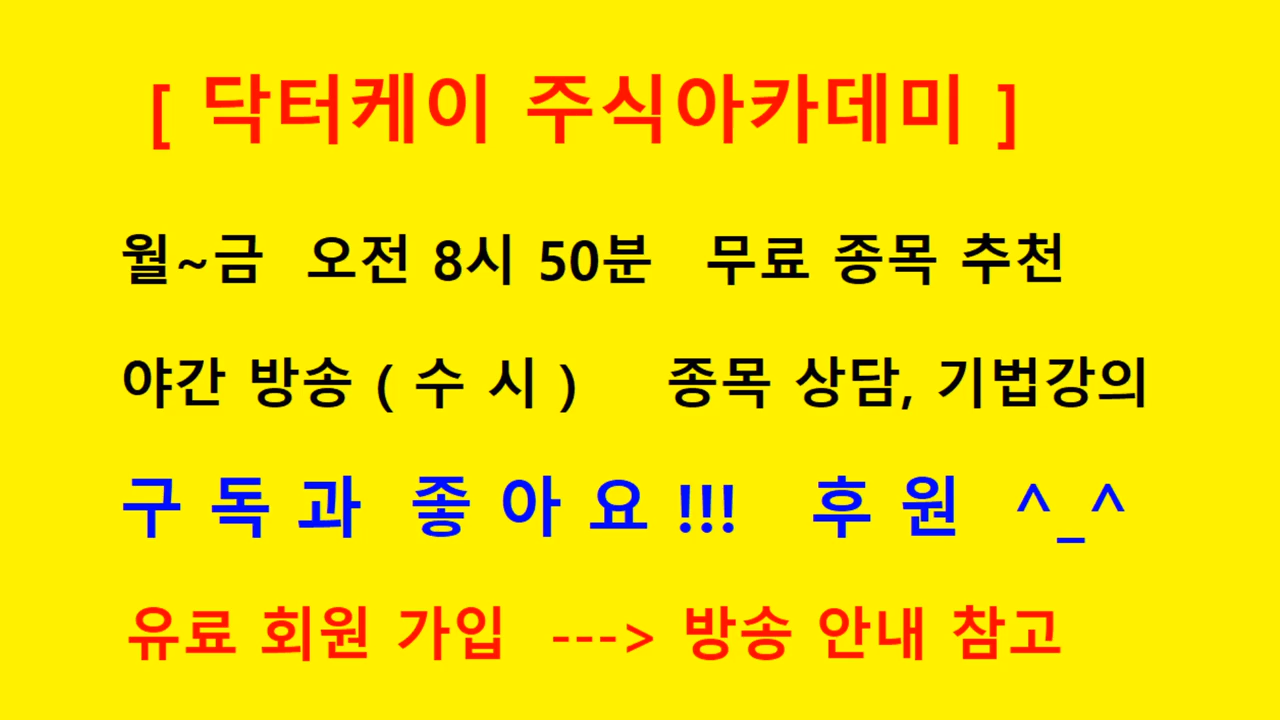 [ 닥터케이 주식아카데미 ]
월~금 오전 8시 50분 무료 종목 추천
야간 방송 ( 수 시 ) 종목 상담, 기법강의
구 독 과 좋 아 요 !!! 후 원 ^_^
유료 회원 가입 ---> 방송 안내 참고